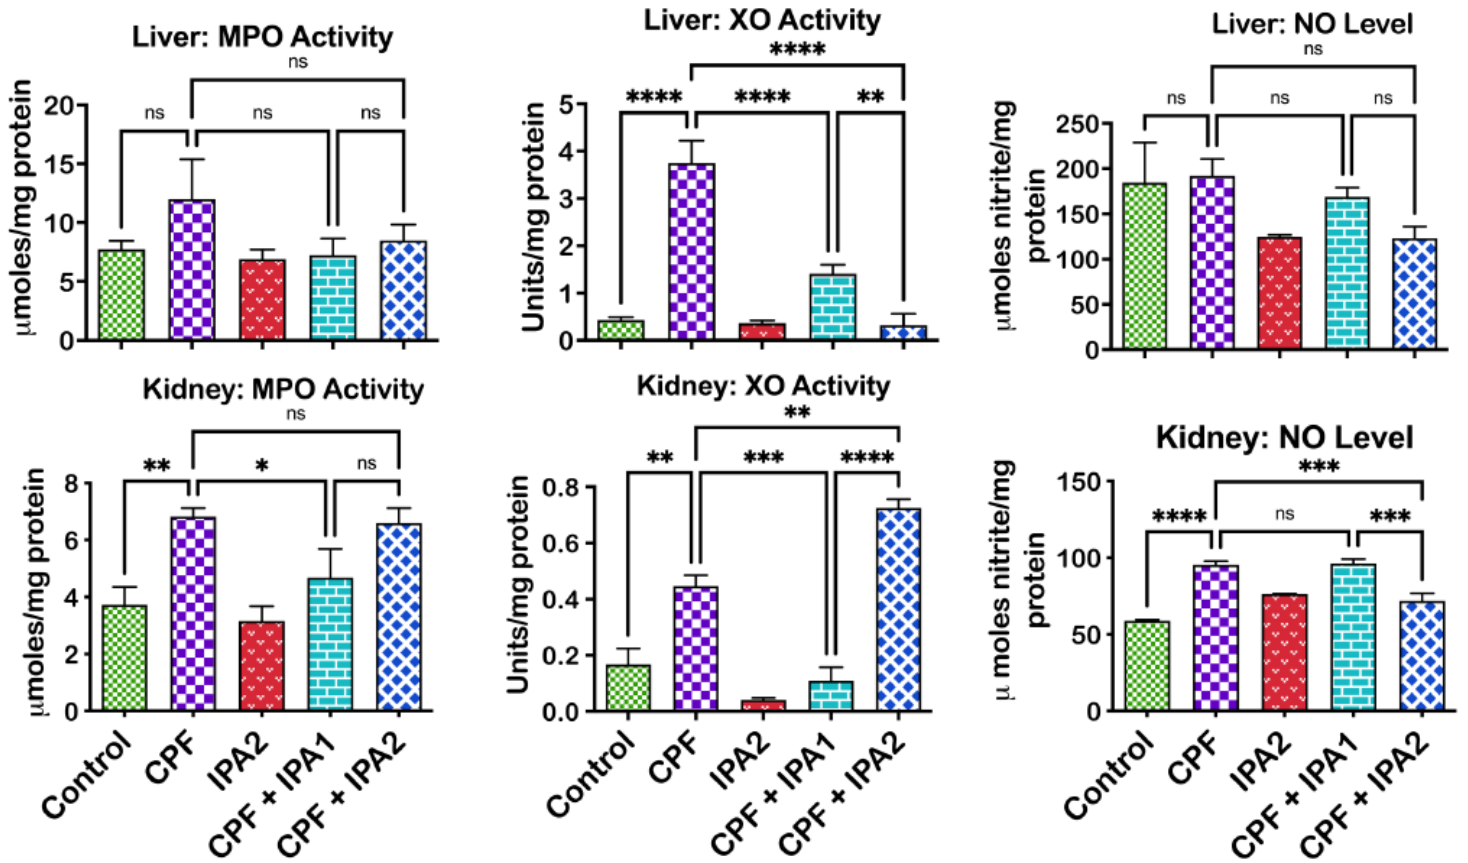 Liver: MPO Activity
ns
ns
ns
ns
20
15
10
5
0
μmoles/mg protein
Liver: XO Activity
****
****
****
**
5
4
3
2
1
0
Units/mg protein
Liver: NO Level
ns
ns
ns
ns
250
200
150
100
50
0
μmoles nitrite/mg
protein
Kidney: MPO Activity
ns
**
*
ns
8
6
4
2
0
μmoles/mg protein
Control
CPF
IPA2
CPF + IPA1
CPF + IPA2
Kidney: XO Activity
**
**
***
****
0.8
0.6
0.4
0.2
0.0
Units/mg protein
Control
CPF
IPA2
CPF + IPA1
CPF + IPA2
Kidney: NO Level
***
****
ns
***
150
100
50
0
μ moles nitrite/mg
protein
Control
CPF
IPA2
CPF + IPA1
CPF + IPA2